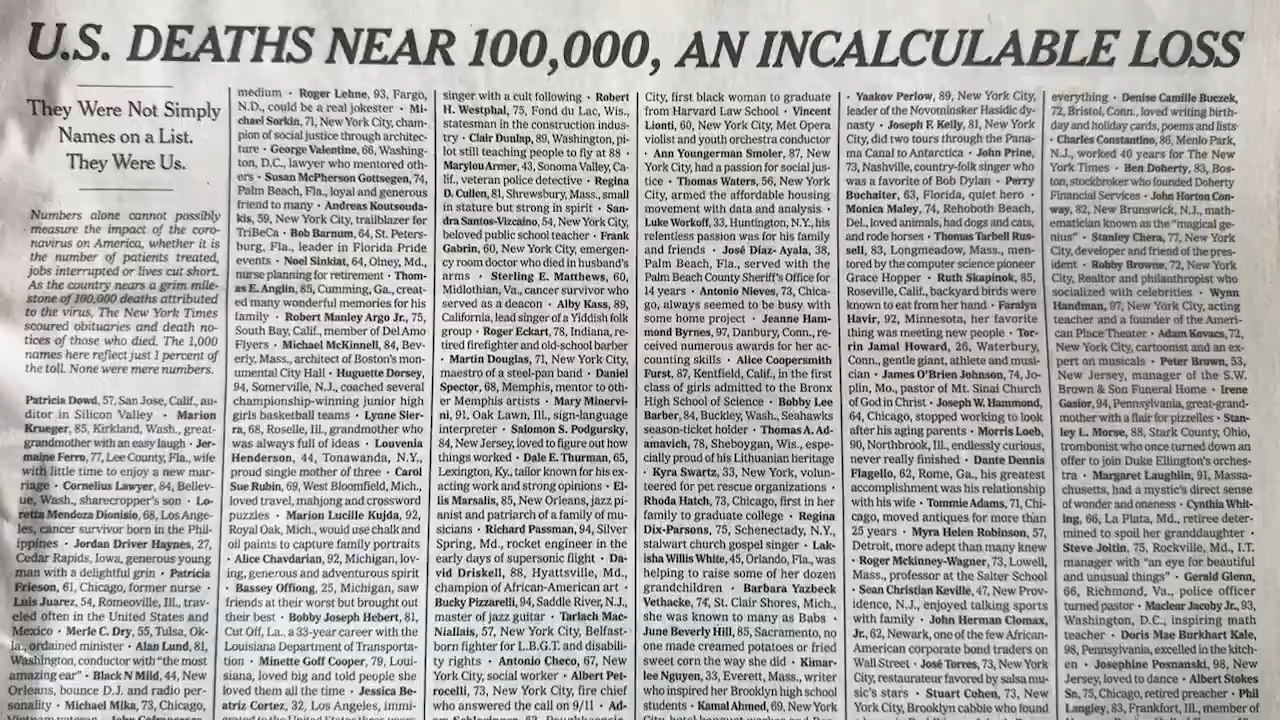 U.S. DEATHS NEAR 100,000, AN INCALCULABLE LOSS
They Were Not Simply
Names on a List.
They Were Us.
Numbers alone cannot possibly
measure the impact of the coro-
navirus on America, whether it is
the number of patients treated,
jobs interrupted or lives cut short.
As the country nears a grim mile-
stone of 100,000 deaths attributed
to the virus, The New York Times
scoured obituaries and death no-
tices of those who died. The 1,000
names here reflect just 1 percent of
the toll. None were mere numbers.
Patricia Dowd, 57, San Jose, Calif., au-
ditor in Silicon Valley • Marion
Krueger, 85, Kirkland, Wash., great-
grandmother with an easy laugh • Jer-
maine Ferro, 77, Lee County, Fla., wife
with little time to enjoy a new mar-
riage • Cornelius Lawyer, 84, Bellev-
ue, Wash., sharecropper's son • Lo-
retta Mendoza Dionisio, 68, Los Ange-
les, cancer survivor born in the Phil-
ippines • Jordan Driver Haynes, 27,
Cedar Rapids, Iowa, generous young
man with a delightful grin • Patricia
Frieson, 61, Chicago, former nurse •
Luis Juarez, 54, Romeoville, Ill., trav-
eled often in the United States and
Mexico • Merle C. Dry, 55, Tulsa, Ok-
la., ordained minister • Alan Lund, 81,
Washington, conductor with "the most
amazing ear" • Black N Mild, 44, New
Orleans, bounce D.J. and radio per-
sonality • Michael Mika, 73, Chicago,
medium • Roger Lehne, 93, Fargo,
N.D., could be a real jokester • Mi-
chael Sorkin, 71, New York City, cham-
pion of social justice through architec-
ture • George Valentine, 66, Washing-
ton, D.C., lawyer who mentored oth-
ers • Susan McPherson Gottsegen, 74,
Palm Beach, Fla., loyal and generous
friend to many • Andreas Koutsouda-
kis, 59, New York City, trailblazer for
TriBeCa • Bob Barnum, 64, St. Peters-
burg, Fla., leader in Florida Pride
events • Noel Sinkiat, 64, Olney, Md.,
nurse planning for retirement • Thom-
as E. Anglin, 85, Cumming, Ga., creat-
ed many wonderful memories for his
family • Robert Manley Argo Jr., 75,
South Bay, Calif., member of Del Amo
Flyers • Michael McKinnell, 84, Bev-
erly, Mass., architect of Boston's mon-
umental City Hall • Huguette Dorsey,
94, Somerville, N.J., coached several
championship-winning junior high
girls basketball teams • Lynne Sier-
ra, 68, Roselle, Ill., grandmother who
was always full of ideas • Louvenia
Henderson, 44, Tonawanda, N.Y.,
proud single mother of three • Carol
Sue Rubin, 69, West Bloomfield, Mich.,
loved travel, mahjong and crossword
puzzles • Marion Lucille Kujda, 92,
Royal Oak, Mich., would use chalk and
oil paints to capture family portraits
• Alice Chavdarian, 92, Michigan, lov-
ing, generous and adventurous spirit
• Bassey Offiong, 25, Michigan, saw
friends at their worst but brought out
their best • Bobby Joseph Hebert, 81,
Cut Off, La., a 33-year career with the
Louisiana Department of Transporta-
tion • Minette Goff Cooper, 79, Loui-
siana, loved big and told people she
loved them all the time • Jessica Be-
atriz Cortez, 32, Los Angeles, immi-
singer with a cult following • Robert
H. Westphal, 75, Fond du Lac, Wis.,
statesman in the construction indus-
try • Clair Dunlap, 89, Washington, pi-
lot still teaching people to fly at 88 •
Marylou Armer, 43, Sonoma Valley, Ca-
lif., veteran police detective • Regina
D. Cullen, 81, Shrewsbury, Mass., small
in stature but strong in spirit • San-
dra Santos-Vizcaino, 54, New York City,
beloved public school teacher • Frank
Gabrin, 60, New York City, emergen-
cy room doctor who died in husband's
arms • Sterling E. Matthews, 60,
Midlothian, Va., cancer survivor who
served as a deacon • Alby Kass, 89,
California, lead singer of a Yiddish folk
group • Roger Eckart, 78, Indiana, re-
tired firefighter and old-school barber
• Martin Douglas, 71, New York City,
maestro of a steel-pan band • Daniel
Spector, 68, Memphis, mentor to oth-
er Memphis artists • Mary Minervi-
ni, 91, Oak Lawn, Ill., sign-language
interpreter • Salomon S. Podgursky,
84, New Jersey, loved to figure out how
things worked • Dale E. Thurman, 65,
Lexington, Ky., tailor known for his ex-
acting work and strong opinions • El-
lis Marsalis, 85, New Orleans, jazz pi-
anist and patriarch of a family of mu-
sicians • Richard Passman, 94, Silver
Spring, Md., rocket engineer in the
early days of supersonic flight • Da-
vid Driskell, 88, Hyattsville, Md.,
champion of African-American art •
Bucky Pizzarelli, 94, Saddle River, N.J.,
master of jazz guitar • Tarlach Mac-
Niallais, 57, New York City, Belfast-
born fighter for L.G.B.T. and disabili-
ty rights • Antonio Checo, 67, New
York City, social worker • Albert Pet-
rocelli, 73, New York City, fire chief
who answered the call on 9/11 • Ad-
City, first black woman to graduate
from Harvard Law School • Vincent
Lionti, 60, New York City, Met Opera
violist and youth orchestra conductor
• Ann Youngerman Smoler, 87, New
York City, had a passion for social jus-
tice • Thomas Waters, 56, New York
City, armed the affordable housing
movement with data and analysis •
Luke Workoff, 33, Huntington, N.Y., his
relentless passion was for his family
and friends • José Díaz-Ayala, 38,
Palm Beach, Fla., served with the
Palm Beach County Sheriff's Office for
14 years • Antonio Nieves, 73, Chica-
go, always seemed to be busy with
some home project • Jeanne Ham-
mond Byrnes, 97, Danbury, Conn., re-
ceived numerous awards for her ac-
counting skills • Alice Coopersmith
Furst, 87, Kentfield, Calif., in the first
class of girls admitted to the Bronx
High School of Science • Bobby Lee
Barber, 84, Buckley, Wash., Seahawks
season-ticket holder • Thomas A. Ad-
amavich, 78, Sheboygan, Wis., espe-
cially proud of his Lithuanian heritage
• Kyra Swartz, 33, New York, volun-
teered for pet rescue organizations •
Rhoda Hatch, 73, Chicago, first in her
family to graduate college • Regina
Dix-Parsons, 75, Schenectady, N.Y.,
stalwart church gospel singer • Lak-
isha Willis White, 45, Orlando, Fla., was
helping to raise some of her dozen
grandchildren • Barbara Yazbeck
Vethacke, 74, St. Clair Shores, Mich.,
she was known to many as Babs •
June Beverly Hill, 85, Sacramento, no
one made creamed potatoes or fried
sweet corn the way she did • Kimar-
lee Nguyen, 33, Everett, Mass., writer
who inspired her Brooklyn high school
students • Kamal Ahmed, 69, New York
• Yaakov Perlow, 89, New York City,
leader of the Novominsker Hasidic dy-
nasty • Joseph F. Kelly, 81, New York
City, did two tours through the Pana-
ma Canal to Antarctica • John Prine,
73, Nashville, country-folk singer who
was a favorite of Bob Dylan • Perry
Buchalter, 63, Florida, quiet hero •
Monica Maley, 74, Rehoboth Beach,
Del., loved animals, had dogs and cats,
and rode horses • Thomas Tarbell Rus-
sell, 83, Longmeadow, Mass., men-
tored by the computer science pioneer
Grace Hopper • Ruth Skapinok, 85,
Roseville, Calif., backyard birds were
known to eat from her hand • Faralyn
Havir, 92, Minnesota, her favorite
thing was meeting new people • Tor-
rin Jamal Howard, 26, Waterbury,
Conn., gentle giant, athlete and musi-
cian • James O'Brien Johnson, 74, Jo-
plin, Mo., pastor of Mt. Sinai Church
of God in Christ • Joseph W. Hammond,
64, Chicago, stopped working to look
after his aging parents • Morris Loeb,
90, Northbrook, Ill., endlessly curious,
never really finished • Dante Dennis
Flagello, 62, Rome, Ga., his greatest
accomplishment was his relationship
with his wife • Tommie Adams, 71, Chi-
cago, moved antiques for more than
25 years • Myra Helen Robinson, 57,
Detroit, more adept than many knew
• Roger Mckinney-Wagner, 73, Lowell,
Mass., professor at the Salter School
• Sean Christian Keville, 47, New Prov-
idence, N.J., enjoyed talking sports
with family • John Herman Clomax,
Jr., 62, Newark, one of the few African-
American corporate bond traders on
Wall Street • José Torres, 73, New York
City, restaurateur favored by salsa mu-
sic's stars • Stuart Cohen, 73, New
York City, Brooklyn cabbie who found
everything • Denise Camille Buczek,
72, Bristol, Conn., loved writing birth-
day and holiday cards, poems and lists
• Charles Constantino, 86, Menlo Park,
N.J., worked 40 years for The New
York Times • Ben Doherty, 83, Bos-
ton, stockbroker who founded Doherty
Financial Services • John Horton Con-
way, 82, New Brunswick, N.J., math-
ematician known as the "magical ge-
nius" • Stanley Chera, 77, New York
City, developer and friend of the pres-
ident • Robby Browne, 72, New York
City, Realtor and philanthropist who
socialized with celebrities • Wynn
Handman, 97, New York City, acting
teacher and a founder of the Ameri-
can Place Theater • Adam Kovacs, 72,
New York City, cartoonist and an ex-
pert on musicals • Peter Brown, 53,
New Jersey, manager of the S.W.
Brown & Son Funeral Home • Irene
Gasior, 94, Pennsylvania, great-grand-
mother with a flair for pizzelles • Stan-
ley L. Morse, 88, Stark County, Ohio,
trombonist who once turned down an
offer to join Duke Ellington's orches-
tra • Margaret Laughlin, 91, Massa-
chusetts, had a mystic's direct sense
of wonder and oneness • Cynthia Whit-
ing, 66, La Plata, Md., retiree deter-
mined to spoil her granddaughter •
Steve Joltin, 75, Rockville, Md., I.T.
manager with "an eye for beautiful
and unusual things" • Gerald Glenn,
66, Richmond, Va., police officer
turned pastor • Maclear Jacoby Jr., 93,
Washington, D.C., inspiring math
teacher • Doris Mae Burkhart Kale,
98, Pennsylvania, excelled in the kitch-
en • Josephine Posnanski, 98, New
Jersey, loved to dance • Albert Stokes
Se, 75, Chicago, retired preacher • Phil
Langley, 83, Frankfort, Ill., member of